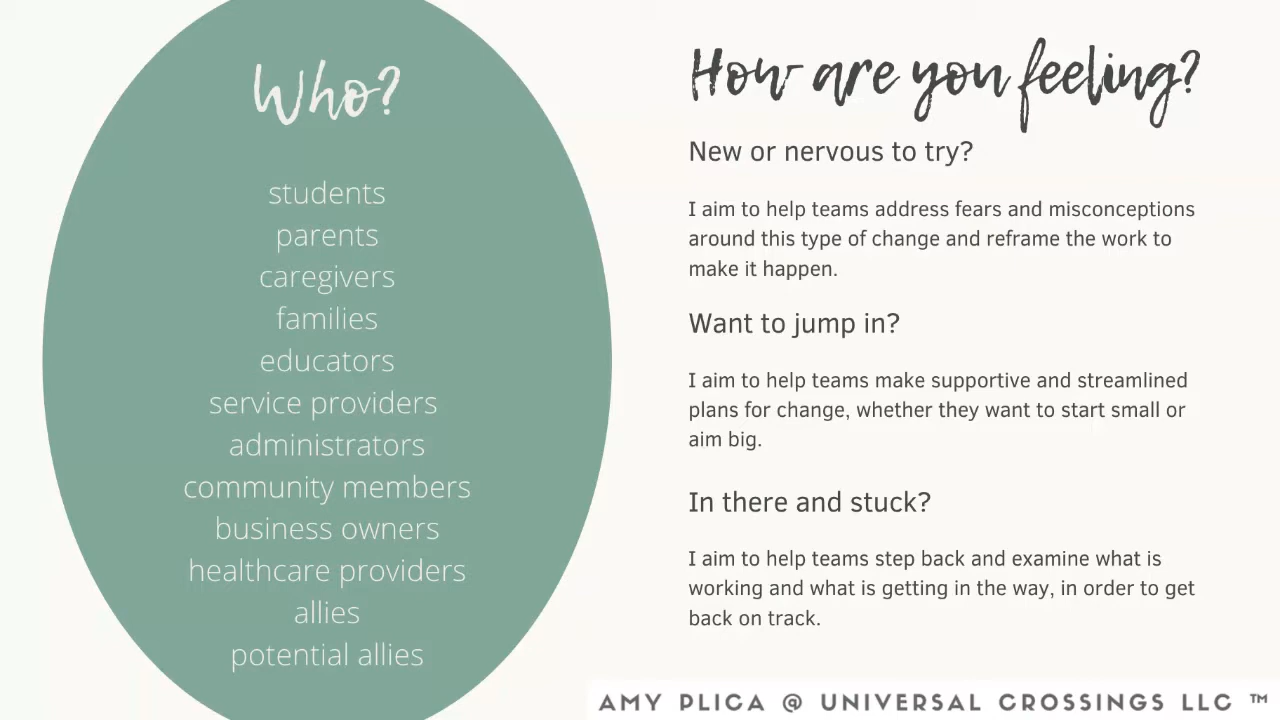 Who?
students
parents
caregivers
families
educators
service providers
administrators
community members
business owners
healthcare providers
allies
potential allies
How are you feeling?
New or nervous to try?
I aim to help teams address fears and misconceptions
around this type of change and reframe the work to
make it happen.
Want to jump in?
I aim to help teams make supportive and streamlined
plans for change, whether they want to start small or
aim big.
In there and stuck?
I aim to help teams step back and examine what is
working and what is getting in the way, in order to get
back on track.
AMY PLICA @ UNIVERSAL CROSSINGS LLC ™